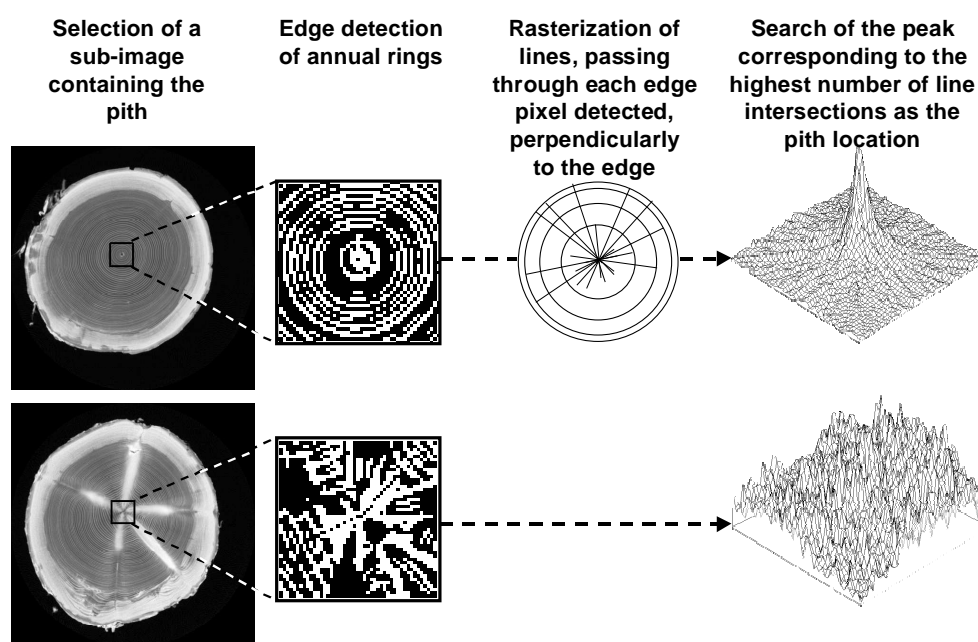 Selection of a
sub-image
containing the
pith
Edge detection
of annual rings
Rasterization of
lines, passing
through each edge
pixel detected,
perpendicularly
to the edge
Search of the peak
corresponding to the
highest number of line
intersections as the
pith location